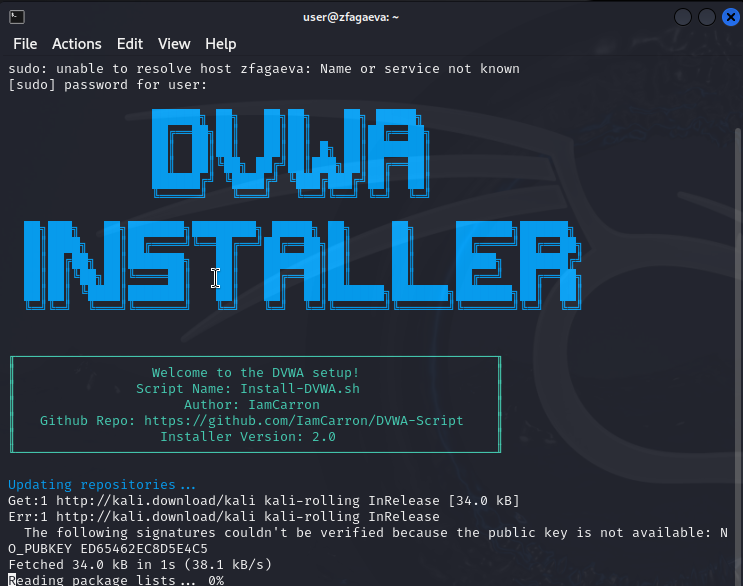 user@zfagaeva: ~
File Actions Edit View Help
sudo: unable to resolve host zfagaeva: Name or service not known
[sudo] password for user:
DVWA
INSTALLER
Welcome to the DVWA setup!
Script Name: Install-DVWA.sh
Author: IamCarron
Github Repo: https://github.com/IamCarron/DVWA-Script
Installer Version: 2.0
Updating repositories...
Get:1 http://kali.download/kali kali-rolling InRelease [34.0 kB]
Err:1 http://kali.download/kali kali-rolling InRelease
The following signatures couldn't be verified because the public key is not available: N
O_PUBKEY ED65462EC8D5E4C5
Fetched 34.0 kB in 1s (38.1 kB/s)
Reading package lists... 0%